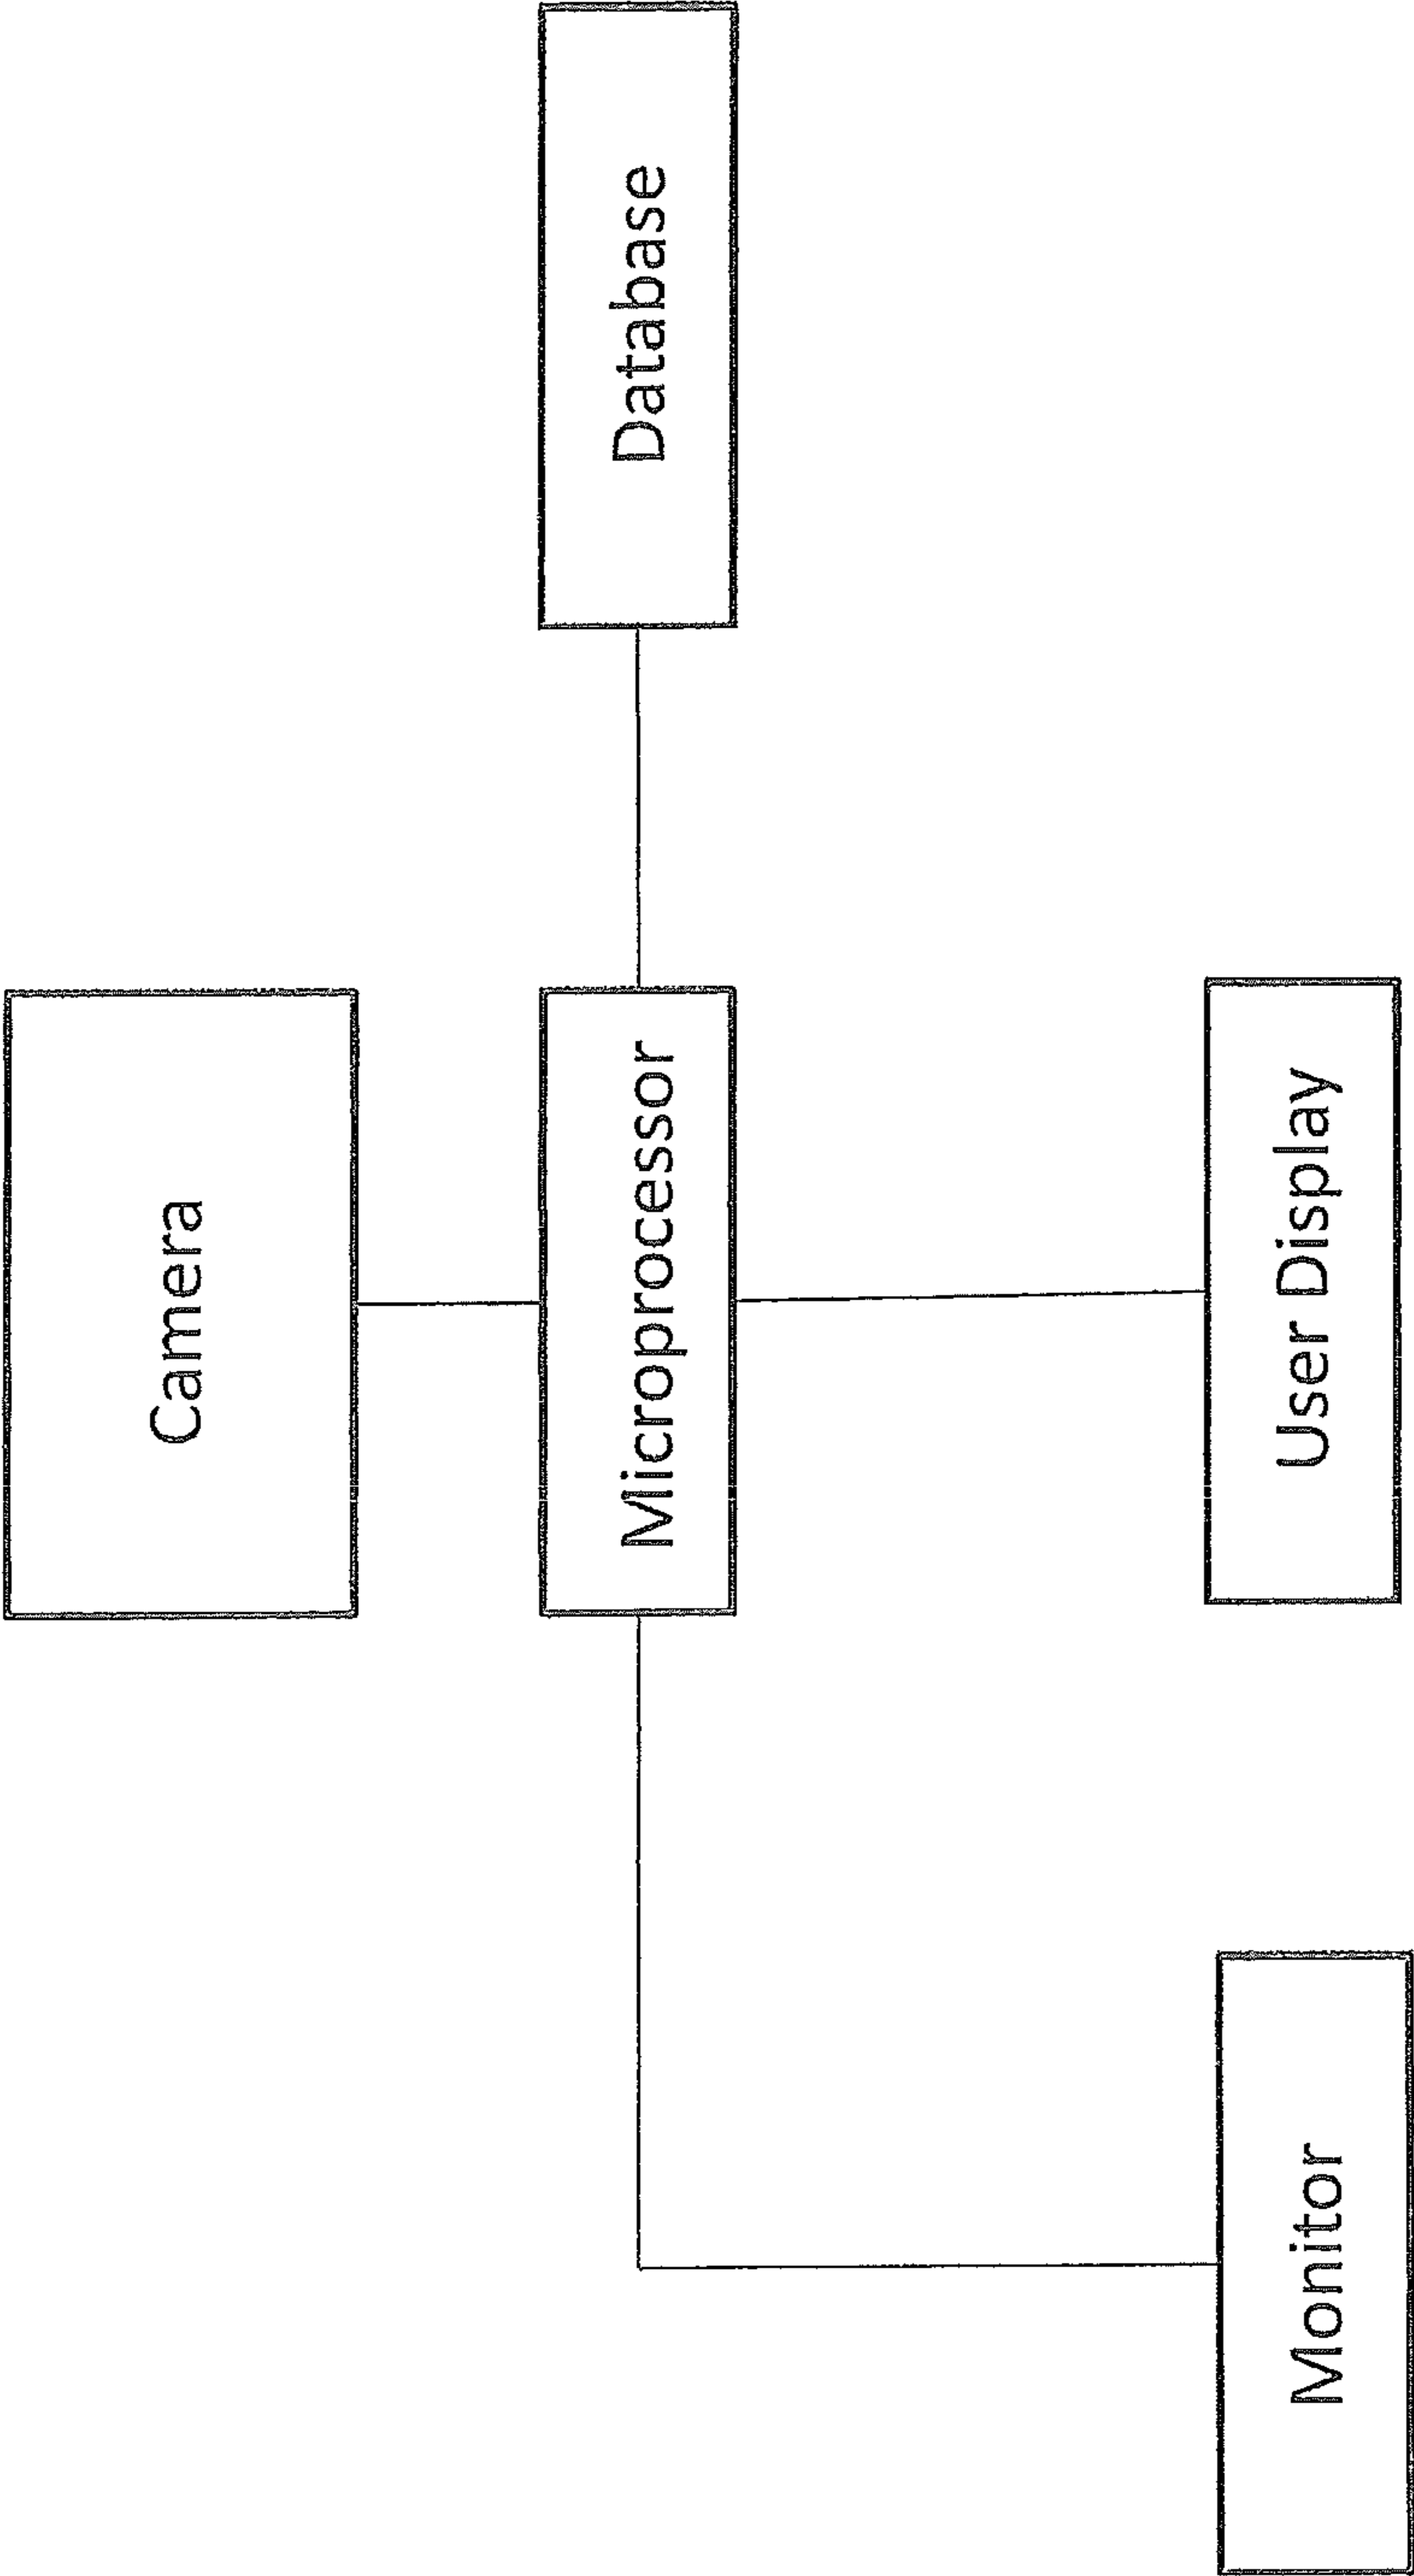 Camera
Microprocessor
Database
User Display
Monitor